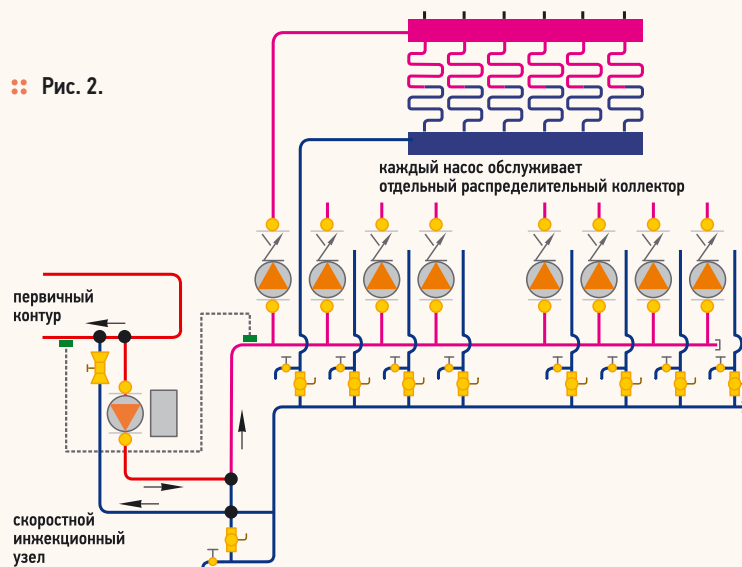 Рис. 2.
каждый насос обслуживает
отдельный распределительный коллектор
первичный
контур
скоростной
инжекционный
узел